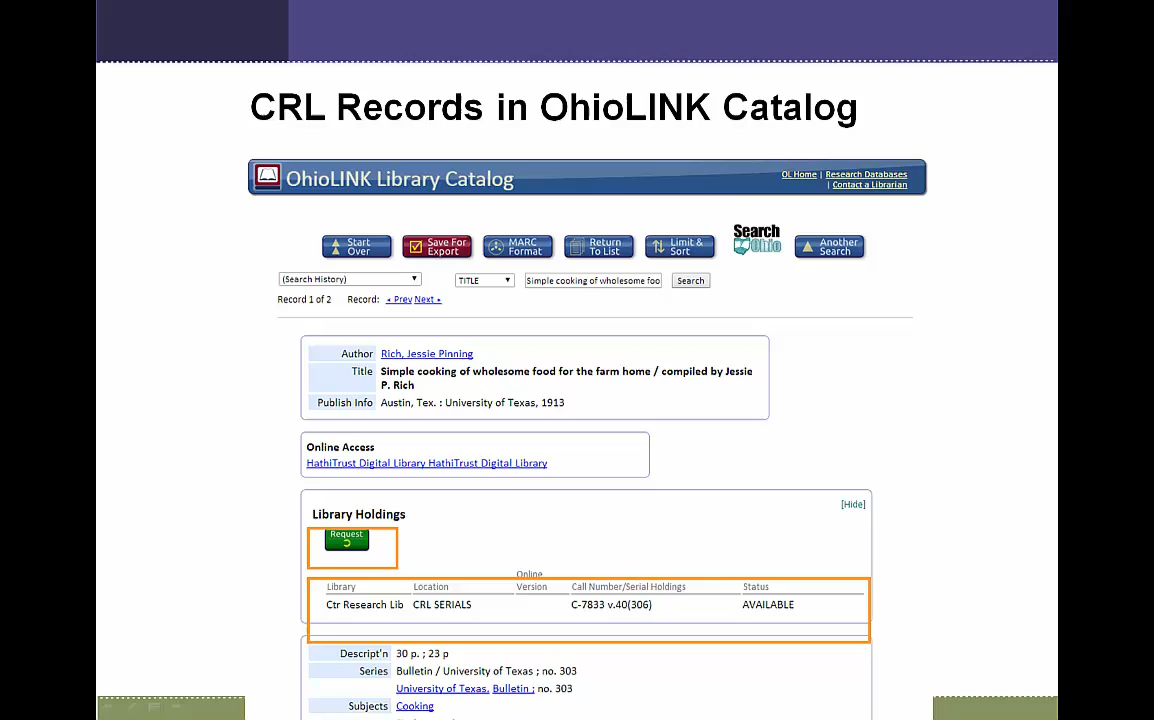 CRL Records in OhioLINK Catalog
OhioLINK Library Catalog
OL Home | Research Databases
| Contact a Librarian
Start Over
Save For Export
MARC Format
Return To List
Limit & Sort
Search Ohio
Another Search
(Search History) TITLE Simple cooking of wholesome foo Search
Record 1 of 2 Record: Prev Next
Author Rich, Jessie Pinning
Title Simple cooking of wholesome food for the farm home / compiled by Jessie
P. Rich
Publish Info Austin, Tex. : University of Texas, 1913
Online Access
HathiTrust Digital Library HathiTrust Digital Library
[Hide]
Library Holdings
Request
Library Location Online Version Call Number/Serial Holdings Status
Ctr Research Lib CRL SERIALS C-7833 v.40(306) AVAILABLE
Descript'n 30 p. ; 23 p
Series Bulletin / University of Texas ; no. 303
University of Texas. Bulletin ; no. 303
Subjects Cooking